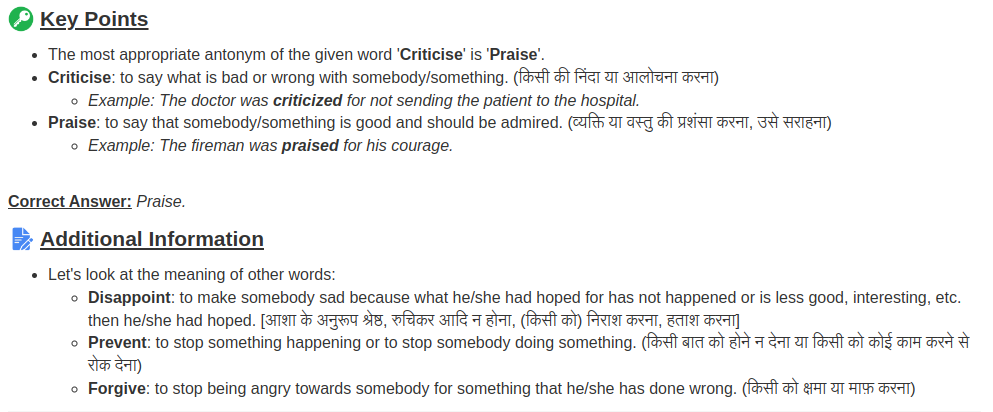 Key Points
The most appropriate antonym of the given word 'Criticise' is 'Praise'.
Criticise: to say what is bad or wrong with somebody/something. (किसी की निंदा या आलोचना करना)
Example: The doctor was criticized for not sending the patient to the hospital.
Praise: to say that somebody/something is good and should be admired. (व्यक्ति या वस्तु की प्रशंसा करना, उसे सराहना)
Example: The fireman was praised for his courage.
Correct Answer: Praise.
Additional Information
Let's look at the meaning of other words:
Disappoint: to make somebody sad because what he/she had hoped for has not happened or is less good, interesting, etc.
then he/she had hoped. [आशा के अनुरूप श्रेष्ठ, रुचिकर आदि न होना, (किसी को) निराश करना, हताश करना]
Prevent: to stop something happening or to stop somebody doing something. (किसी बात को होने न देना या किसी को कोई काम करने से
रोक देना)
Forgive: to stop being angry towards somebody for something that he/she has done wrong. (किसी को क्षमा या माफ़ करना)